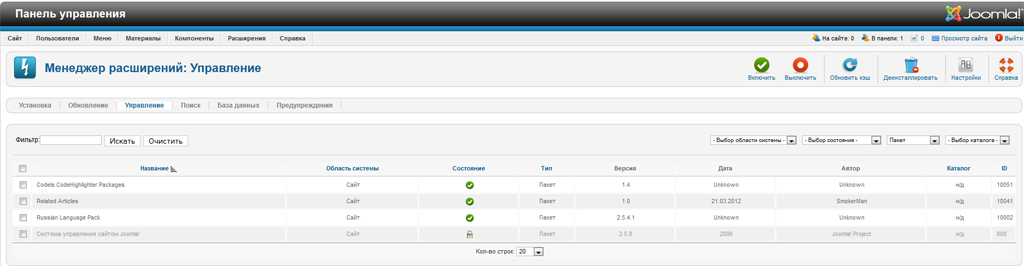 Панель управления
Joomla!
Сайт Пользователи Меню Материалы Компоненты Расширения Справка На сайте: 0 В панели: 1 0 Просмотр сайта Выйти
Менеджер расширений: Управление
Включить Выключить Обновить кэш Деинсталлировать Настройки Справка
Установка Обновление Управление Поиск База данных Предупреждения
Фильтр: Искать Очистить - Выбор области системы - - Выбор состояния - Пакет - Выбор каталога -
Название Область системы Состояние Тип Версия Дата Автор Каталог ID
Codels CodeHighlighter Packages Сайт Пакет 1.4 Unknown Unknown н/д 10051
Related Articles Сайт Пакет 1.0 21.03.2012 SmokerMan н/д 10041
Russian Language Pack Сайт Пакет 2.5.4.1 Unknown Unknown н/д 10002
Система управления сайтом Joomla! Сайт Пакет 2.5.0 2006 Joomla! Project н/д 800
Кол-во строк: 20